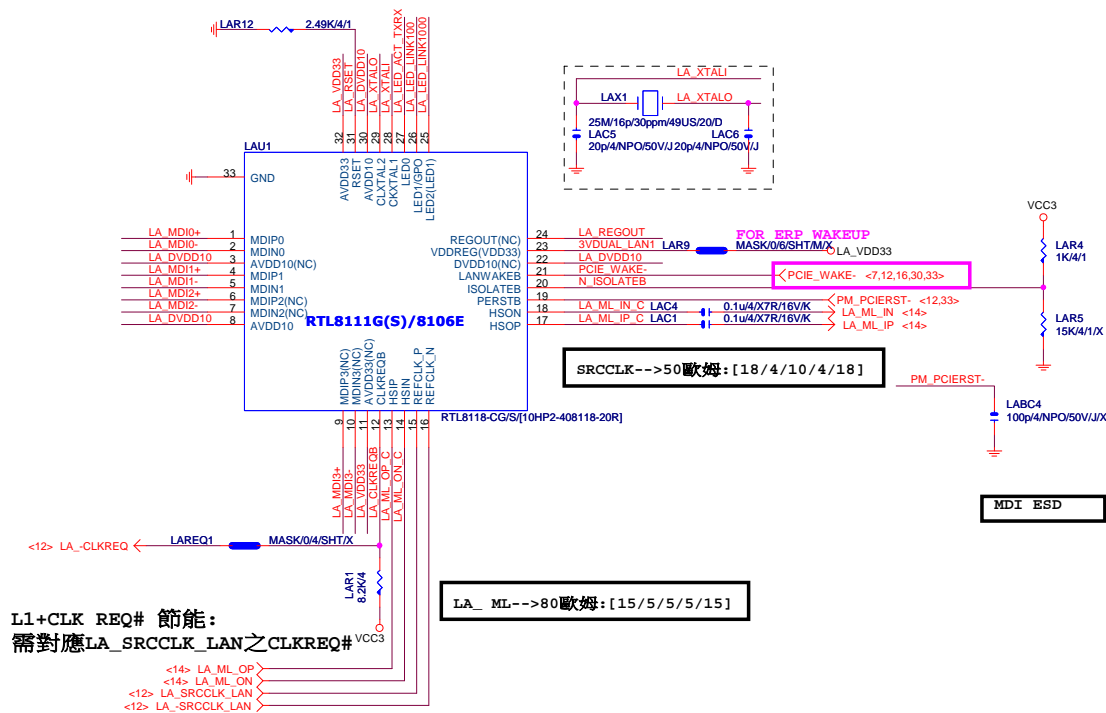 LAR12
2.49K/4/1
LA_VDD33
LA_RSET
LA_DVDD10
LA_XTALO
LA_XTALI
LA_LED_ACT_TXRX
LA_LED_LINK100
LA_LED_LINK1000
32
31
30
29
28
27
26
25
LAU1
AVDD33
RSET
AVDD10
CLXTAL2
CKXTAL1
LED0
LED1/GPO
LED2(LED1)
33
GND
LA_XTALI
LAX1
LA_XTALO
25M/16p/30ppm/49US/20/D
LAC5
LAC6
20p/4/NPO/50V/J
20p/4/NPO/50V/J
LA_MDI0+ 1 MDIP0
LA_MDI0- 2 MDIN0
LA_DVDD10 3 AVDD10(NC)
LA_MDI1+ 4 MDIP1
LA_MDI1- 5 MDIN1
LA_MDI2+ 6 MDIP2(NC)
LA_MDI2- 7 MDIN2(NC)
LA_DVDD10 8 AVDD10
RTL8111G(S)/8106E
REGOUT(NC) 24 LA_REGOUT
VDDREG(VDD33) 23 3VDUAL_LAN1
DVDD10(NC) 22 LA_DVDD10
LANWAKEB 21 PCIE_WAKE-
ISOLATEB 20 N_ISOLATEB
PERSTB 19
HSON 18 LA_ML_IN_C
HSOP 17 LA_ML_IP_C
FOR ERP WAKEUP
LAR9
MASK/0/6/SHT/M/X
LA_VDD33
PCIE_WAKE- <7,12,16,30,33>
PM_PCIERST- <12,33>
LAC4
0.1u/4/X7R/16V/K
LA_ML_IN <14>
LAC1
0.1u/4/X7R/16V/K
LA_ML_IP <14>
VCC3
LAR4
1K/4/1
LAR5
15K/4/1/X
SRCCLK-->50歐姆:[18/4/10/4/18]
PM_PCIERST-
LABC4
100p/4/NPO/50V/J/X
MDI ESD
MDIP3(NC)
MDIN3(NC)
AVDD33(NC)
CLKREQB
HSIP
HSIN
REFCLK_P
REFCLK_N
RTL8118-CG/S/[10HP2-408118-20R]
9
10
11
12
13
14
15
16
LA_MDI3+
LA_MDI3-
LA_VDD33
LA_CLKREQB
LA_ML_OP_C
LA_ML_ON_C
<12> LA_-CLKREQ
LAREQ1
MASK/0/4/SHT/X
LAR1
8.2K/4
VCC3
LA_ ML-->80歐姆:[15/5/5/5/15]
L1+CLK REQ# 節能:
需對應LA_SRCCLK_LAN之CLKREQ#
<14> LA_ML_OP
<14> LA_ML_ON
<12> LA_SRCCLK_LAN
<12> LA_-SRCCLK_LAN